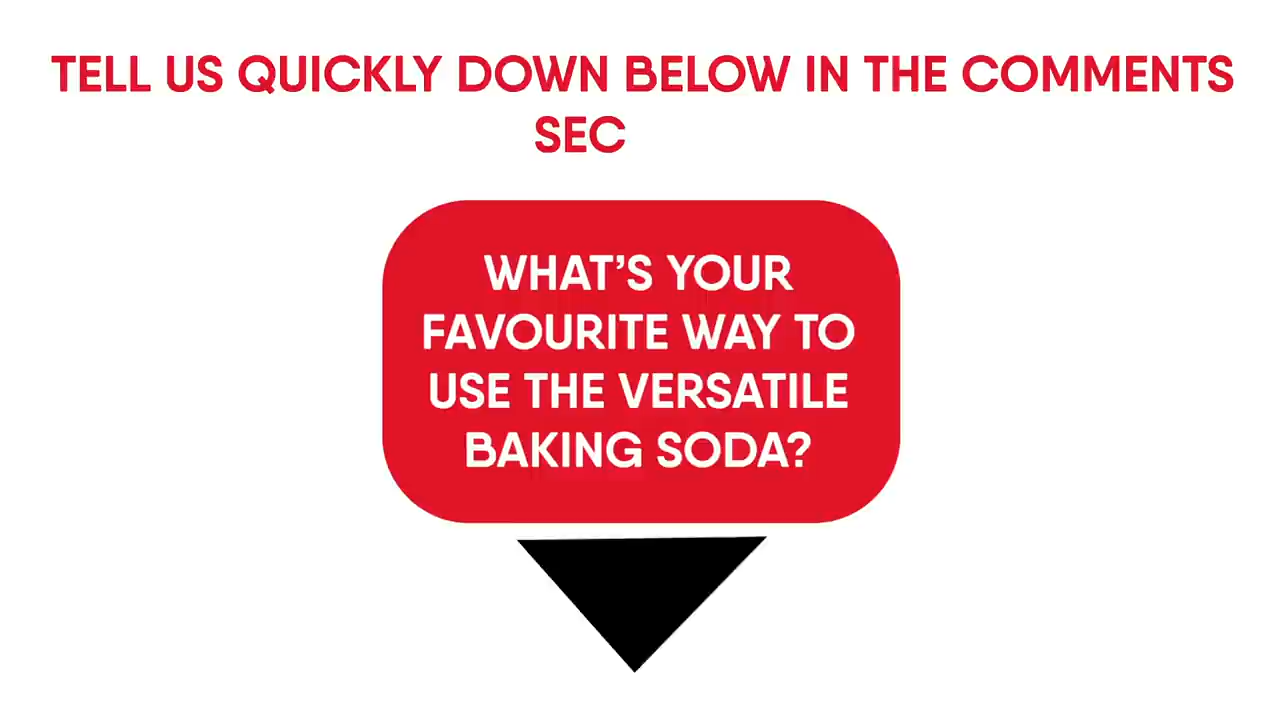 TELL US QUICKLY DOWN BELOW IN THE COMMENTS
SEC
WHAT'S YOUR
FAVOURITE WAY TO
USE THE VERSATILE
BAKING SODA?